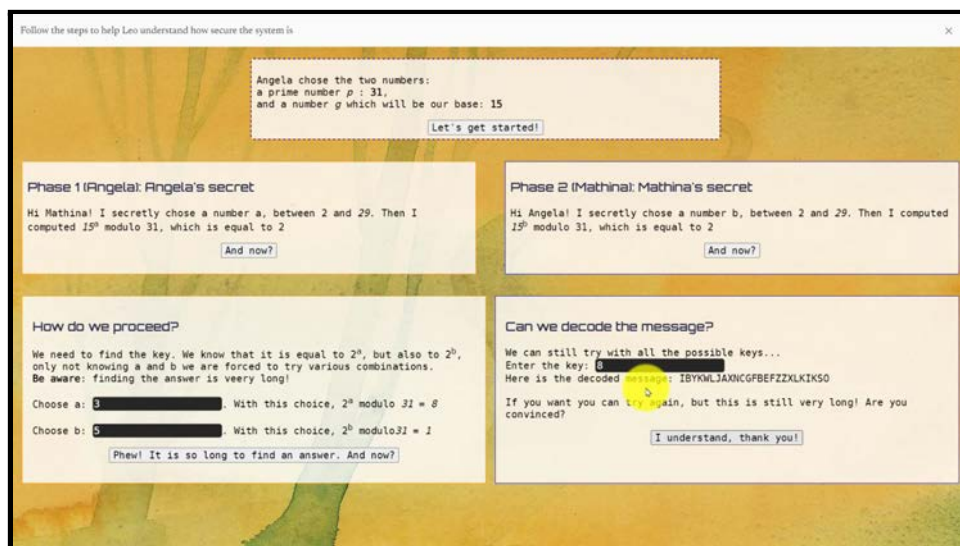 Follow the steps to help Leo understand how secure the system is
×
Angela chose the two numbers:
a prime number p : 31,
and a number g which will be our base: 15
Let's get started!
Phase 1 (Angela): Angela's secret
Hi Mathina! I secretly chose a number a, between 2 and 29. Then I
computed 15ᵃ modulo 31, which is equal to 2
And now?
Phase 2 (Mathina): Mathina's secret
Hi Angela! I secretly chose a number b, between 2 and 29. Then I computed
15ᵇ modulo 31, which is equal to 2
And now?
How do we proceed?
We need to find the key. We know that it is equal to 2ᵃ, but also to 2ᵇ,
only not knowing a and b we are forced to try various combinations.
Be aware: finding the answer is veery long!
Choose a: 3. With this choice, 2ᵃ modulo 31 = 8
Choose b: 5. With this choice, 2ᵇ modulo31 = 1
Phew! It is so long to find an answer. And now?
Can we decode the message?
We can still try with all the possible keys...
Enter the key: 8
Here is the decoded message: IBYKWLJAXNCGFBEFZZXLKIKSO
If you want you can try again, but this is still very long! Are you
convinced?
I understand, thank you!